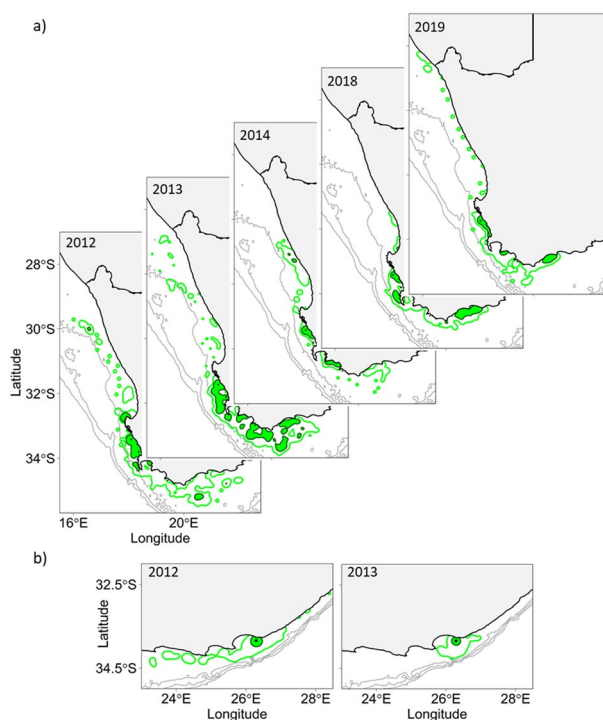 a)
2019
2018
2014
2013
2012
28°S
30°S
32°S
34°S
Latitude
16°E 20°E
Longitude
b)
2012 2013
32.5°S
34.5°S
Latitude
24°E 26°E 28°E 24°E 26°E 28°E
Longitude Longitude